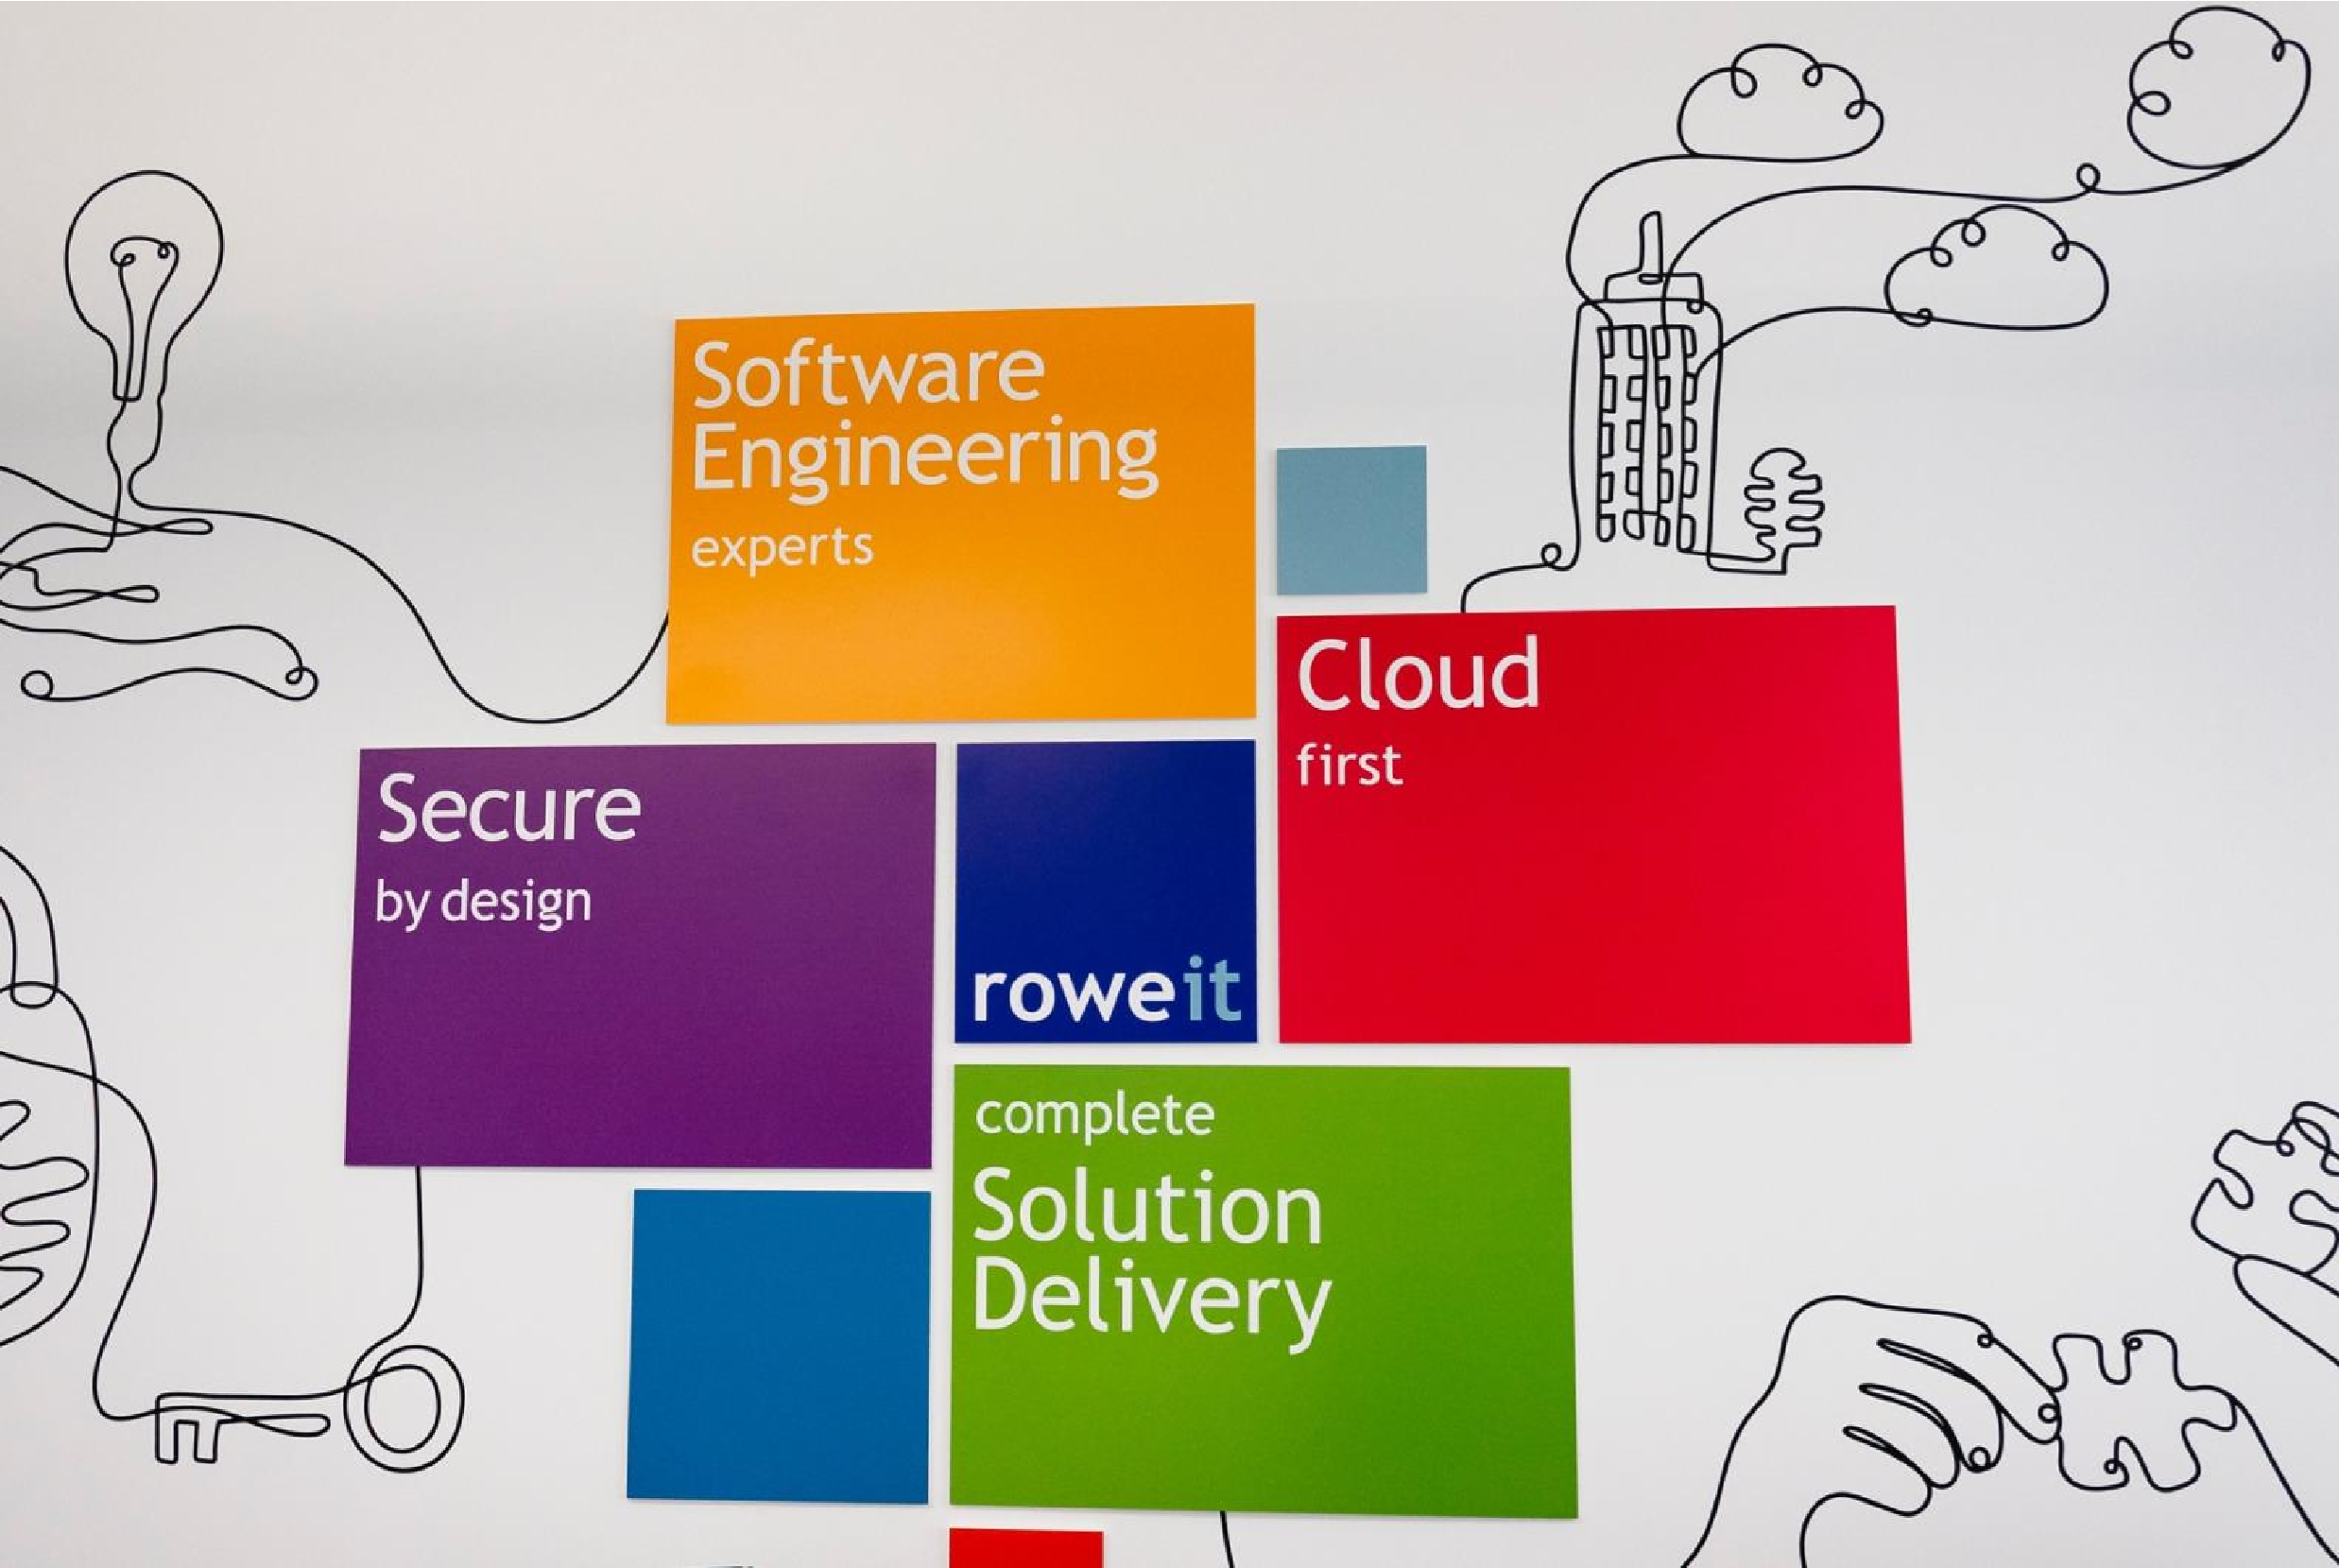 Software
Engineering
experts
Cloud
first
Secure
by design
roweit
complete
Solution
Delivery